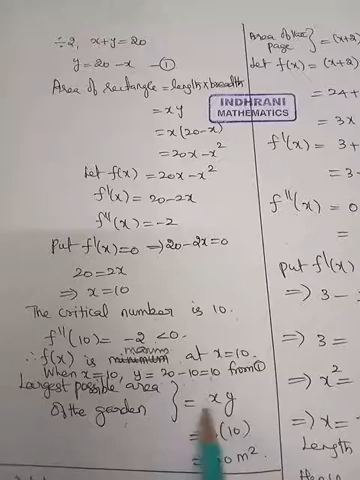 ÷2, x+y=20
y=20-x —①
Area of rectangle = length×breadth
= xy
= x(20-x)
= 20x-x²
Let f(x) = 20x-x²
f'(x) = 20-2x
f''(x) = -2
put f'(x)=0 ⇒ 20-2x=0
20=2x
⇒ x=10
The critical number is 10.
f''(10) = -2 <0.
∴ f(x) is maximum at x=10.
When x=10, y=20-10=10 from ①
Largest possible area
of the garden } = xy
= (10)
= 0 m².
INDHRANI
MATHEMATICS
Area of the
page } = (x+2)
Let f(x) = (x+2)
= 24+
= 3x
f'(x) = 3+
= 3-
f''(x) = 0
=
put f'(x)
⇒ 3-
⇒ 3 =
⇒ x² =
⇒ x =
Length